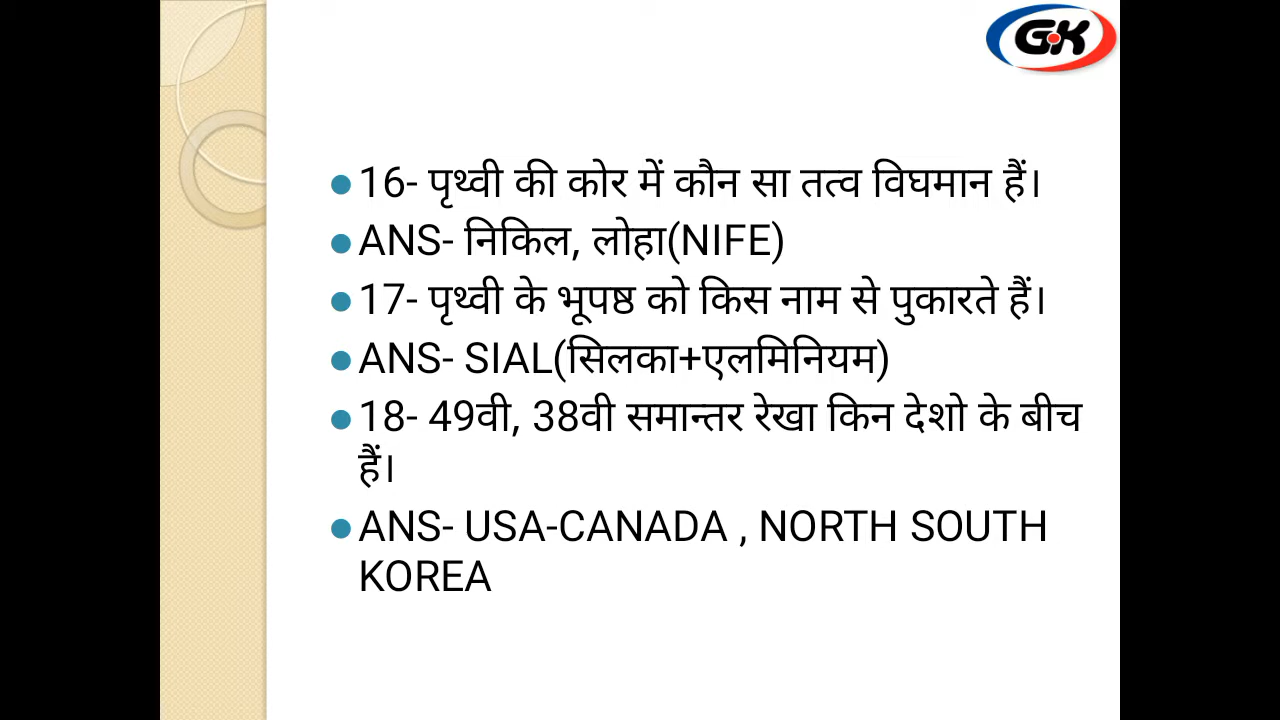 G.K
16- पृथ्वी की कोर में कौन सा तत्व विघमान हैं।
ANS- निकिल, लोहा(NIFE)
17- पृथ्वी के भूपष्ठ को किस नाम से पुकारते हैं।
ANS- SIAL(सिलका+एलमिनियम)
18- 49वी, 38वी समान्तर रेखा किन देशो के बीच
हैं।
ANS- USA-CANADA , NORTH SOUTH
KOREA